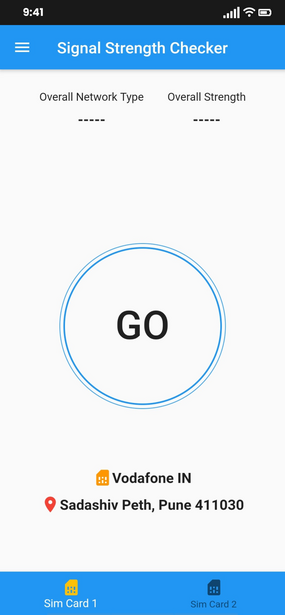 9:41
Signal Strength Checker
Overall Network Type Overall Strength
----- -----
GO
Vodafone IN
Sadashiv Peth, Pune 411030
Sim Card 1 Sim Card 2